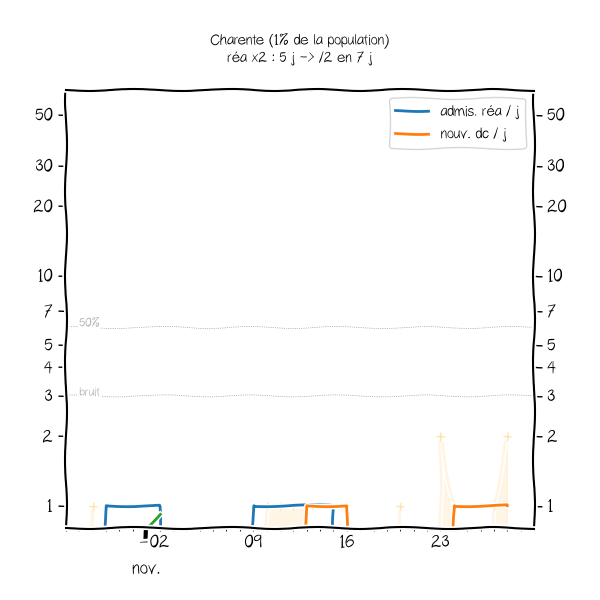 Charente (1% de la population)
réa x2 : 5 j -> /2 en 7 j
admis. réa / j
nouv. dc / j
50 50
30 30
20 20
10 10
7 7
50%
5 5
4 4
bruit
3 3
2 2
1 1
02 09 16 23
nov.